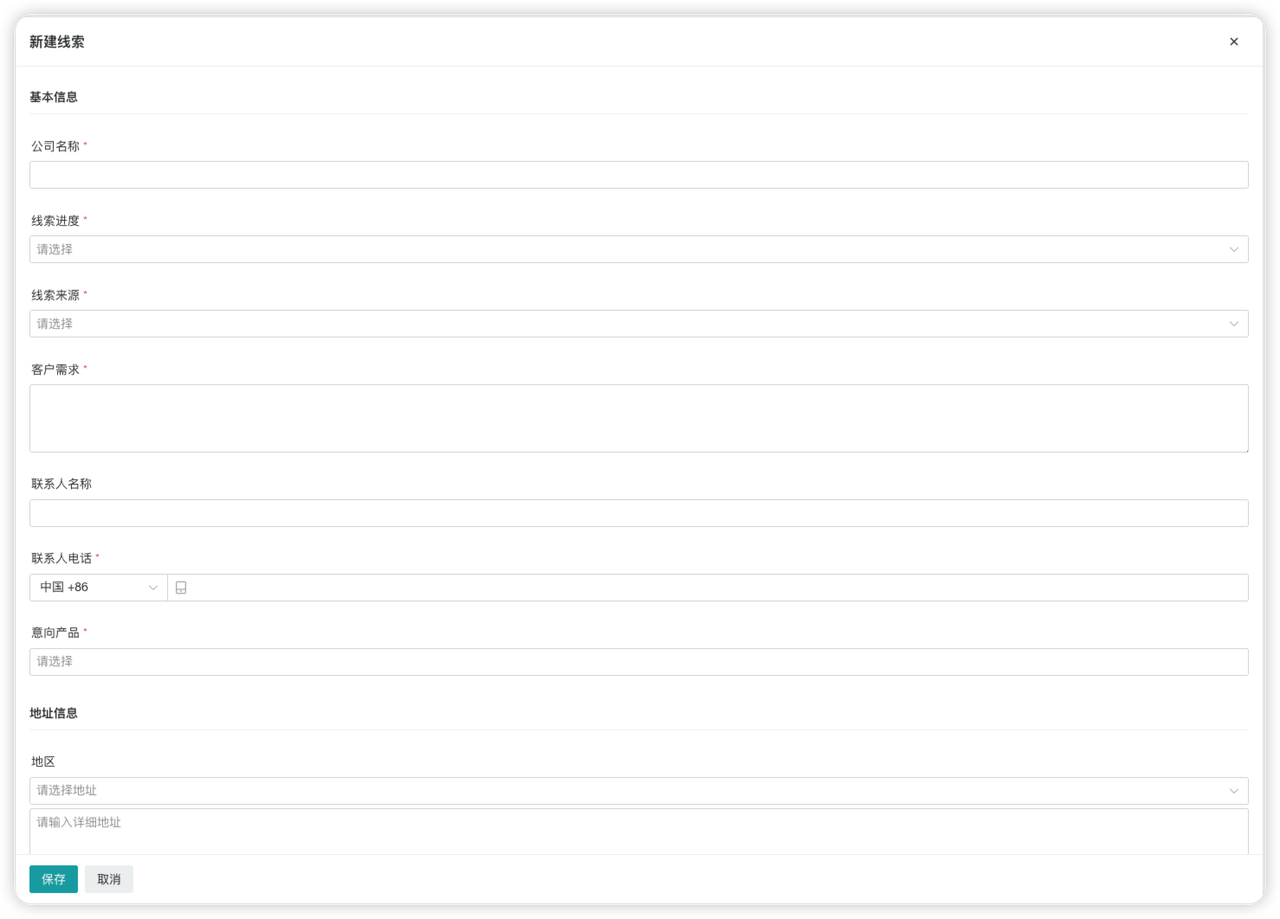 新建线索
基本信息
公司名称 *
线索进度 *
请选择
线索来源 *
请选择
客户需求 *
联系人名称
联系人电话 *
中国 +86
意向产品 *
请选择
地址信息
地区
请选择地址
请输入详细地址
保存 取消